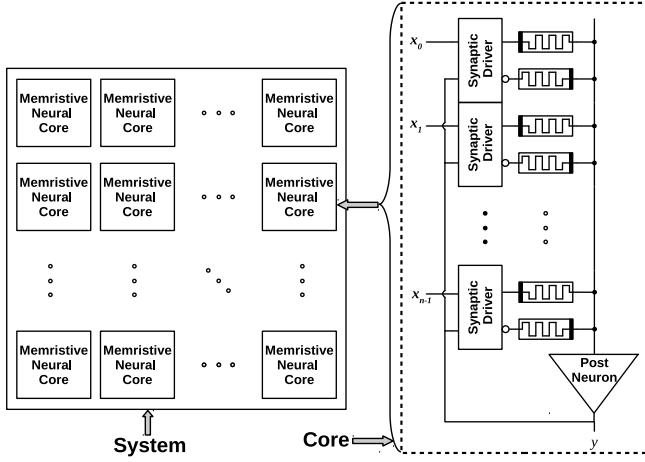 Memristive
Neural
Core
Memristive
Neural
Core
Memristive
Neural
Core
Memristive
Neural
Core
Memristive
Neural
Core
Memristive
Neural
Core
Memristive
Neural
Core
Memristive
Neural
Core
Memristive
Neural
Core
System
Core
x0
Synaptic
Driver
x1
Synaptic
Driver
xn-1
Synaptic
Driver
Post
Neuron
y